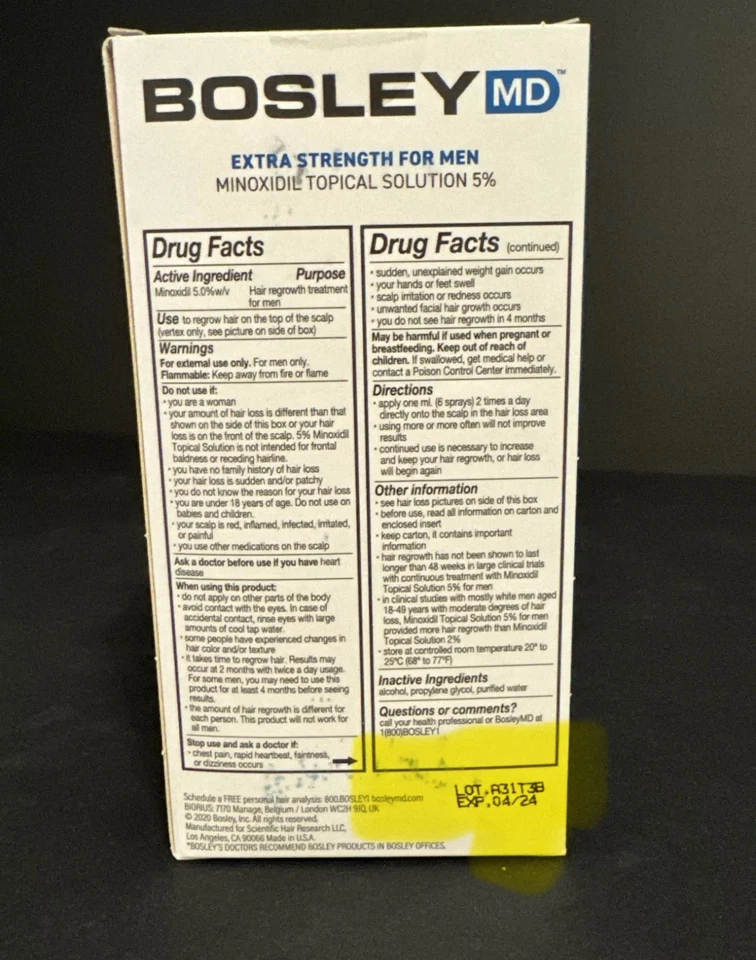 BOSLEY MD™
EXTRA STRENGTH FOR MEN
MINOXIDIL TOPICAL SOLUTION 5%
Drug Facts
Active Ingredient Purpose
Minoxidil 5.0%w/v Hair regrowth treatment
for men
Use to regrow hair on the top of the scalp
(vertex only, see picture on side of box)
Warnings
For external use only. For men only.
Flammable: Keep away from fire or flame
Do not use if:
• you are a woman
• your amount of hair loss is different than that
shown on the side of this box or your hair
loss is on the front of the scalp. 5% Minoxidil
Topical Solution is not intended for frontal
baldness or receding hairline.
• you have no family history of hair loss
• your hair loss is sudden and/or patchy
• you do not know the reason for your hair loss
• you are under 18 years of age. Do not use on
babies and children.
• your scalp is red, inflamed, infected, irritated,
or painful
• you use other medications on the scalp
Ask a doctor before use if you have heart
disease
When using this product:
• do not apply on other parts of the body
• avoid contact with the eyes. In case of
accidental contact, rinse eyes with large
amounts of cool tap water.
• some people have experienced changes in
hair color and/or texture
• it takes time to regrow hair. Results may
occur at 2 months with twice a day usage.
For some men, you may need to use this
product for at least 4 months before seeing
results.
• the amount of hair regrowth is different for
each person. This product will not work for
all men.
Stop use and ask a doctor if:
• chest pain, rapid heartbeat, faintness,
or dizziness occurs
Drug Facts (continued)
• sudden, unexplained weight gain occurs
• your hands or feet swell
• scalp irritation or redness occurs
• unwanted facial hair growth occurs
• you do not see hair regrowth in 4 months
May be harmful if used when pregnant or
breastfeeding. Keep out of reach of
children. If swallowed, get medical help or
contact a Poison Control Center immediately.
Directions
• apply one mL (6 sprays) 2 times a day
directly onto the scalp in the hair loss area
• using more or more often will not improve
results
• continued use is necessary to increase
and keep your hair regrowth, or hair loss
will begin again
Other information
• see hair loss pictures on side of this box
• before use, read all information on carton and
enclosed insert
• keep carton, it contains important
information
• hair regrowth has not been shown to last
longer than 48 weeks in large clinical trials
with continuous treatment with Minoxidil
Topical Solution 5% for men
• in clinical studies with mostly white men aged
18-49 years with moderate degrees of hair
loss, Minoxidil Topical Solution 5% for men
provided more hair regrowth than Minoxidil
Topical Solution 2%
• store at controlled room temperature 20° to
25°C (68° to 77°F)
Inactive Ingredients
alcohol, propylene glycol, purified water
Questions or comments?
call your health professional or BosleyMD at
1(800)BOSLEY1
Schedule a FREE personal hair analysis: 800.BOSLEY1 bosleymd.com
BIORIUS: 7170 Manage, Belgium / London WC2H 9JQ, UK
© 2020 Bosley, Inc. All rights reserved.
Manufactured for Scientific Hair Research LLC,
Los Angeles, CA 90066 Made in U.S.A.
*BOSLEY'S DOCTORS RECOMMEND BOSLEY PRODUCTS IN BOSLEY OFFICES.
LOT.A31T3B
EXP.04/24